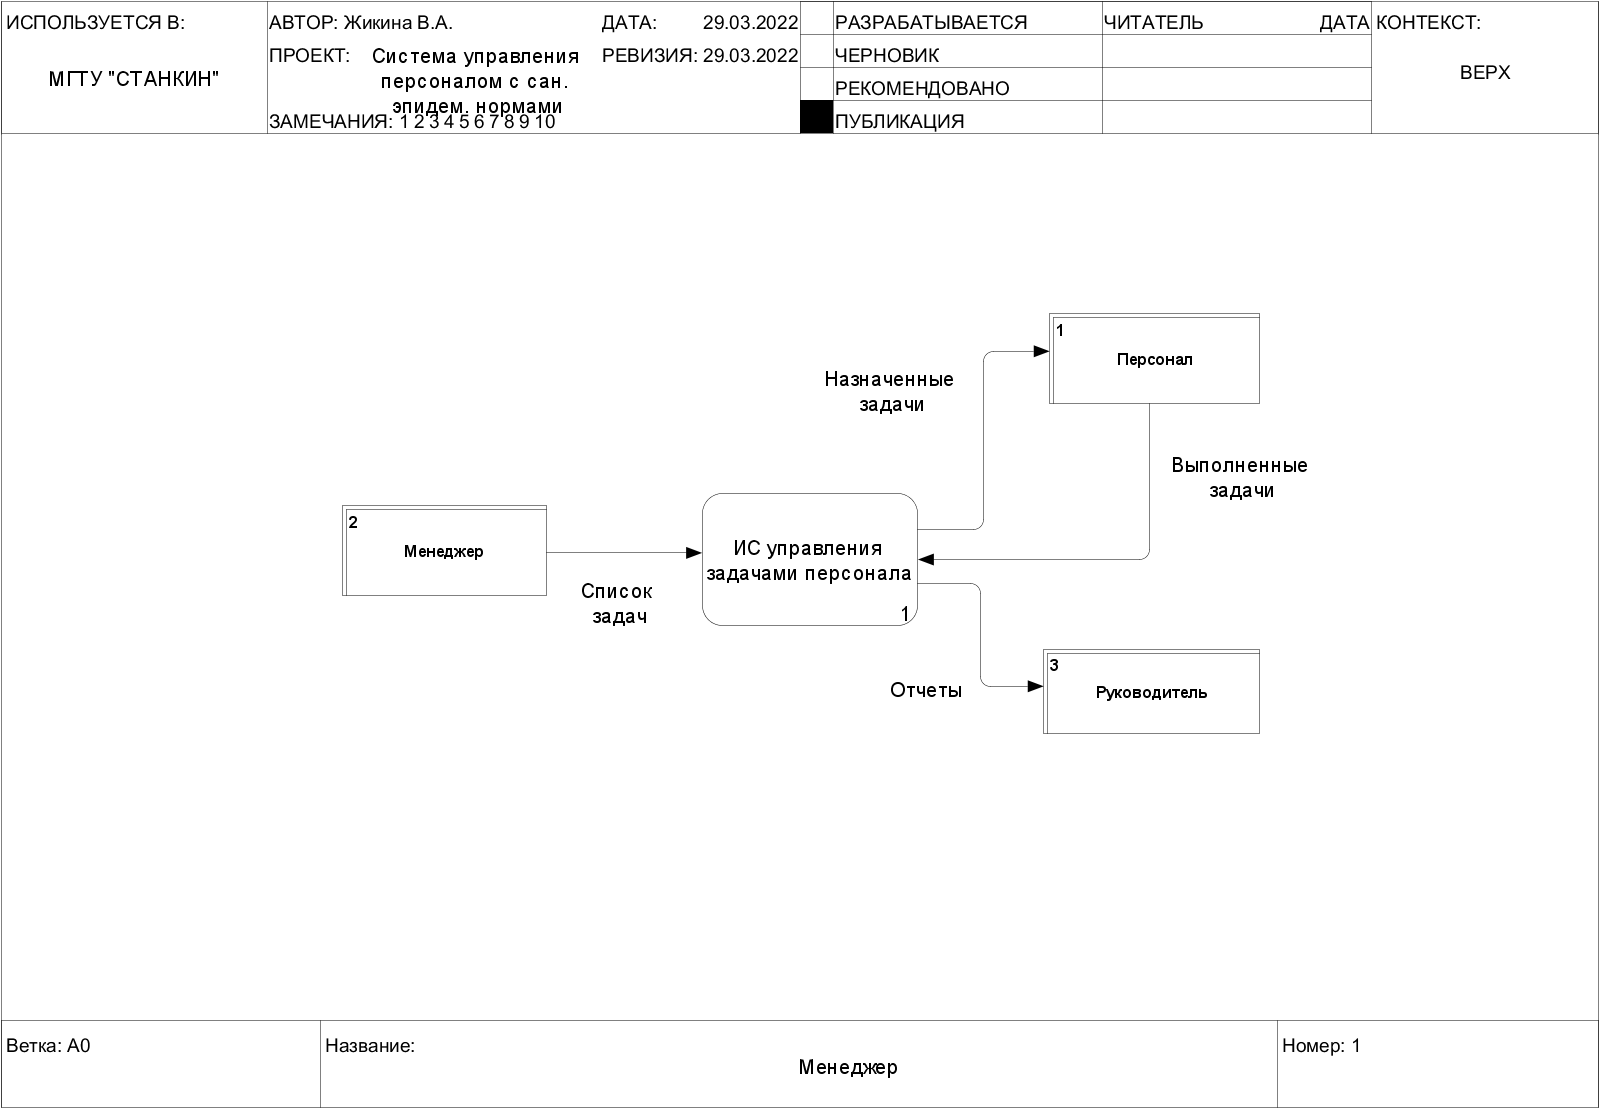 ИСПОЛЬЗУЕТСЯ В:
МГТУ "СТАНКИН"
АВТОР: Жикина В.А.
ДАТА: 29.03.2022
ПРОЕКТ: Система управления
персоналом с сан.
эпидем. нормами
РЕВИЗИЯ: 29.03.2022
ЗАМЕЧАНИЯ: 1 2 3 4 5 6 7 8 9 10
РАЗРАБАТЫВАЕТСЯ
ЧЕРНОВИК
РЕКОМЕНДОВАНО
ПУБЛИКАЦИЯ
ЧИТАТЕЛЬ ДАТА
КОНТЕКСТ:
ВЕРХ
1
Персонал
Назначенные
задачи
Выполненные
задачи
2
Менеджер
Список
задач
ИС управления
задачами персонала
1
3
Руководитель
Отчеты
Ветка: A0
Название:
Менеджер
Номер: 1